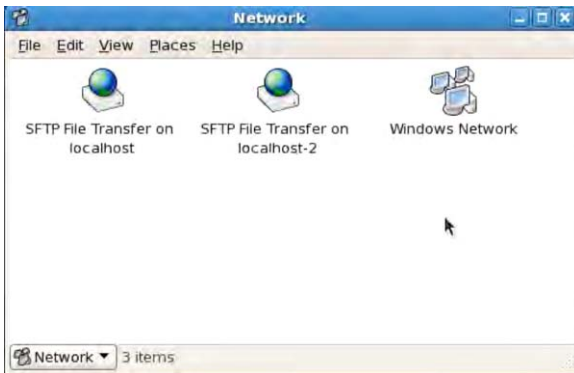 Network
File Edit View Places Help
SFTP File Transfer on localhost
SFTP File Transfer on localhost-2
Windows Network
Network 3 items